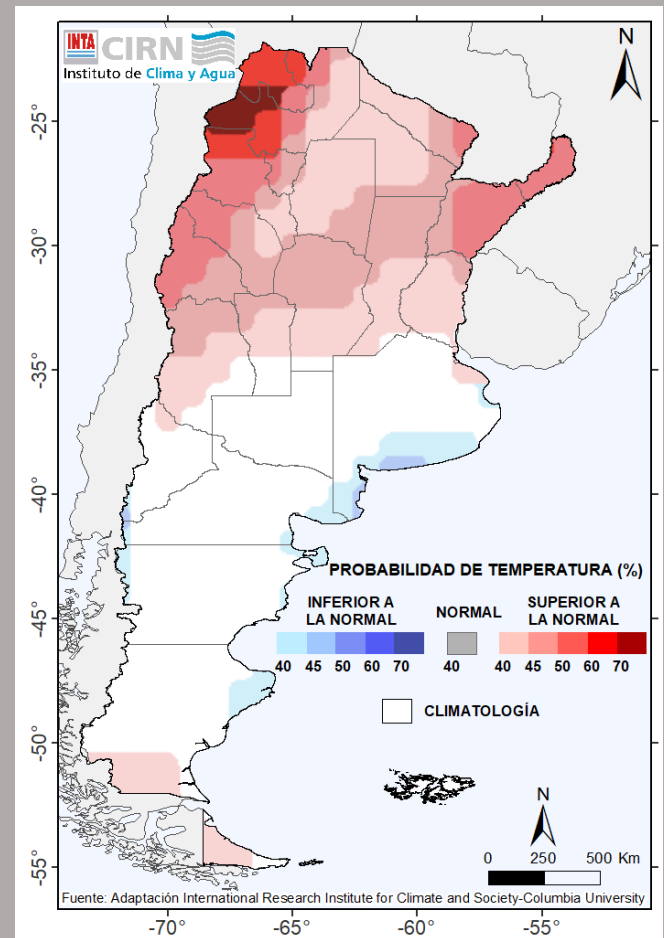 INTA CIRN
Instituto de Clima y Agua
N
-25°
-30°
-35°
-40°
-45°
-50°
-55°
PROBABILIDAD DE TEMPERATURA (%)
INFERIOR A
LA NORMAL
NORMAL
SUPERIOR A
LA NORMAL
40 45 50 60 70
40
40 45 50 60 70
CLIMATOLOGÍA
N
0 250 500 Km
Fuente: Adaptación International Research Institute for Climate and Society-Columbia University
-70 -65 -60 -55